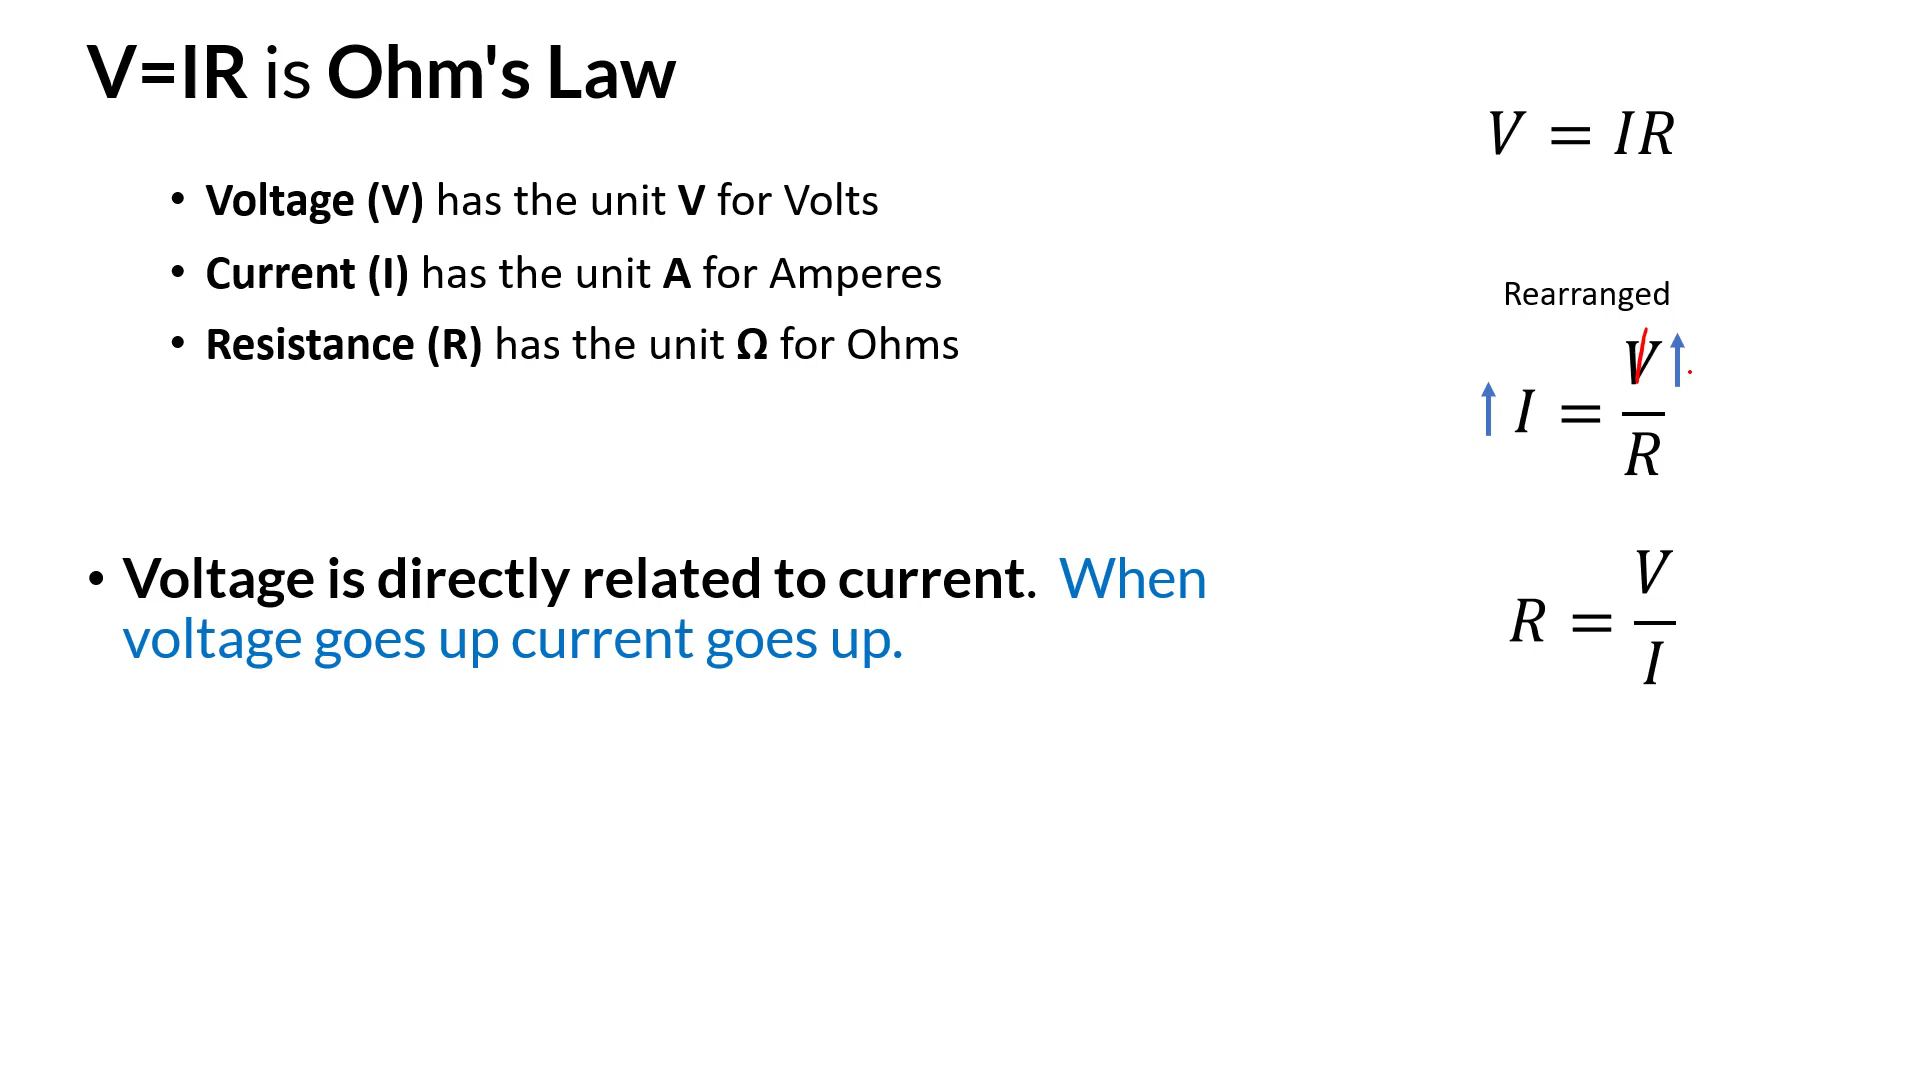 V=IR is Ohm's Law
• Voltage (V) has the unit V for Volts
• Current (I) has the unit A for Amperes
• Resistance (R) has the unit Ω for Ohms
• Voltage is directly related to current. When
voltage goes up current goes up.
V = IR
Rearranged
I = V/R
R = V/I